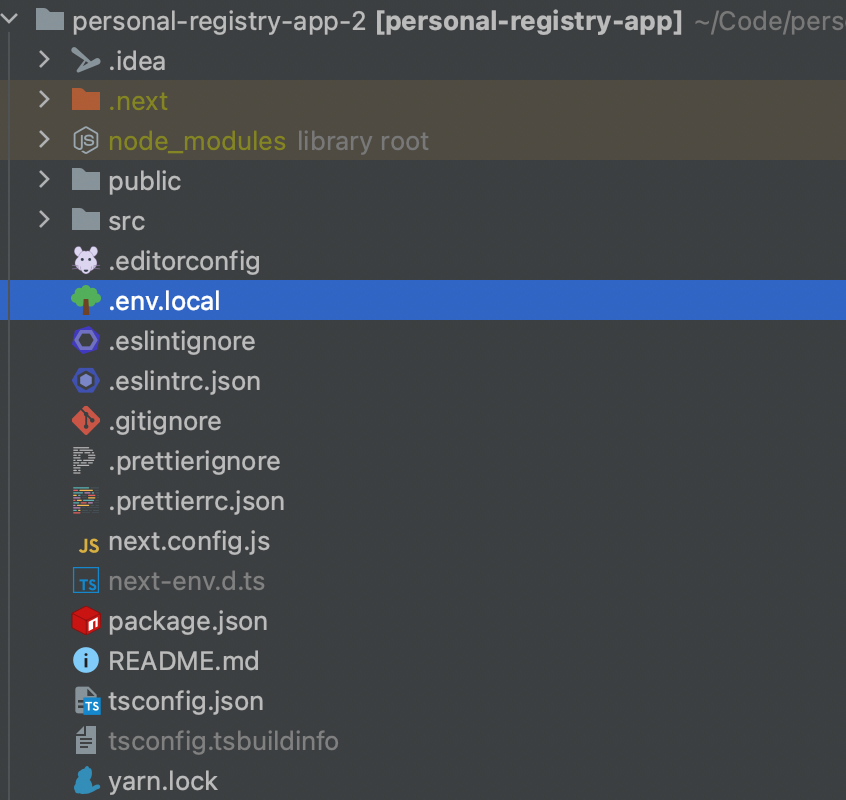 personal-registry-app-2 [personal-registry-app] ~/Code/pers
.idea
.next
node_modules library root
public
src
.editorconfig
.env.local
.eslintignore
.eslintrc.json
.gitignore
.prettierignore
.prettierrc.json
JS next.config.js
TS next-env.d.ts
package.json
README.md
TS tsconfig.json
tsconfig.tsbuildinfo
yarn.lock